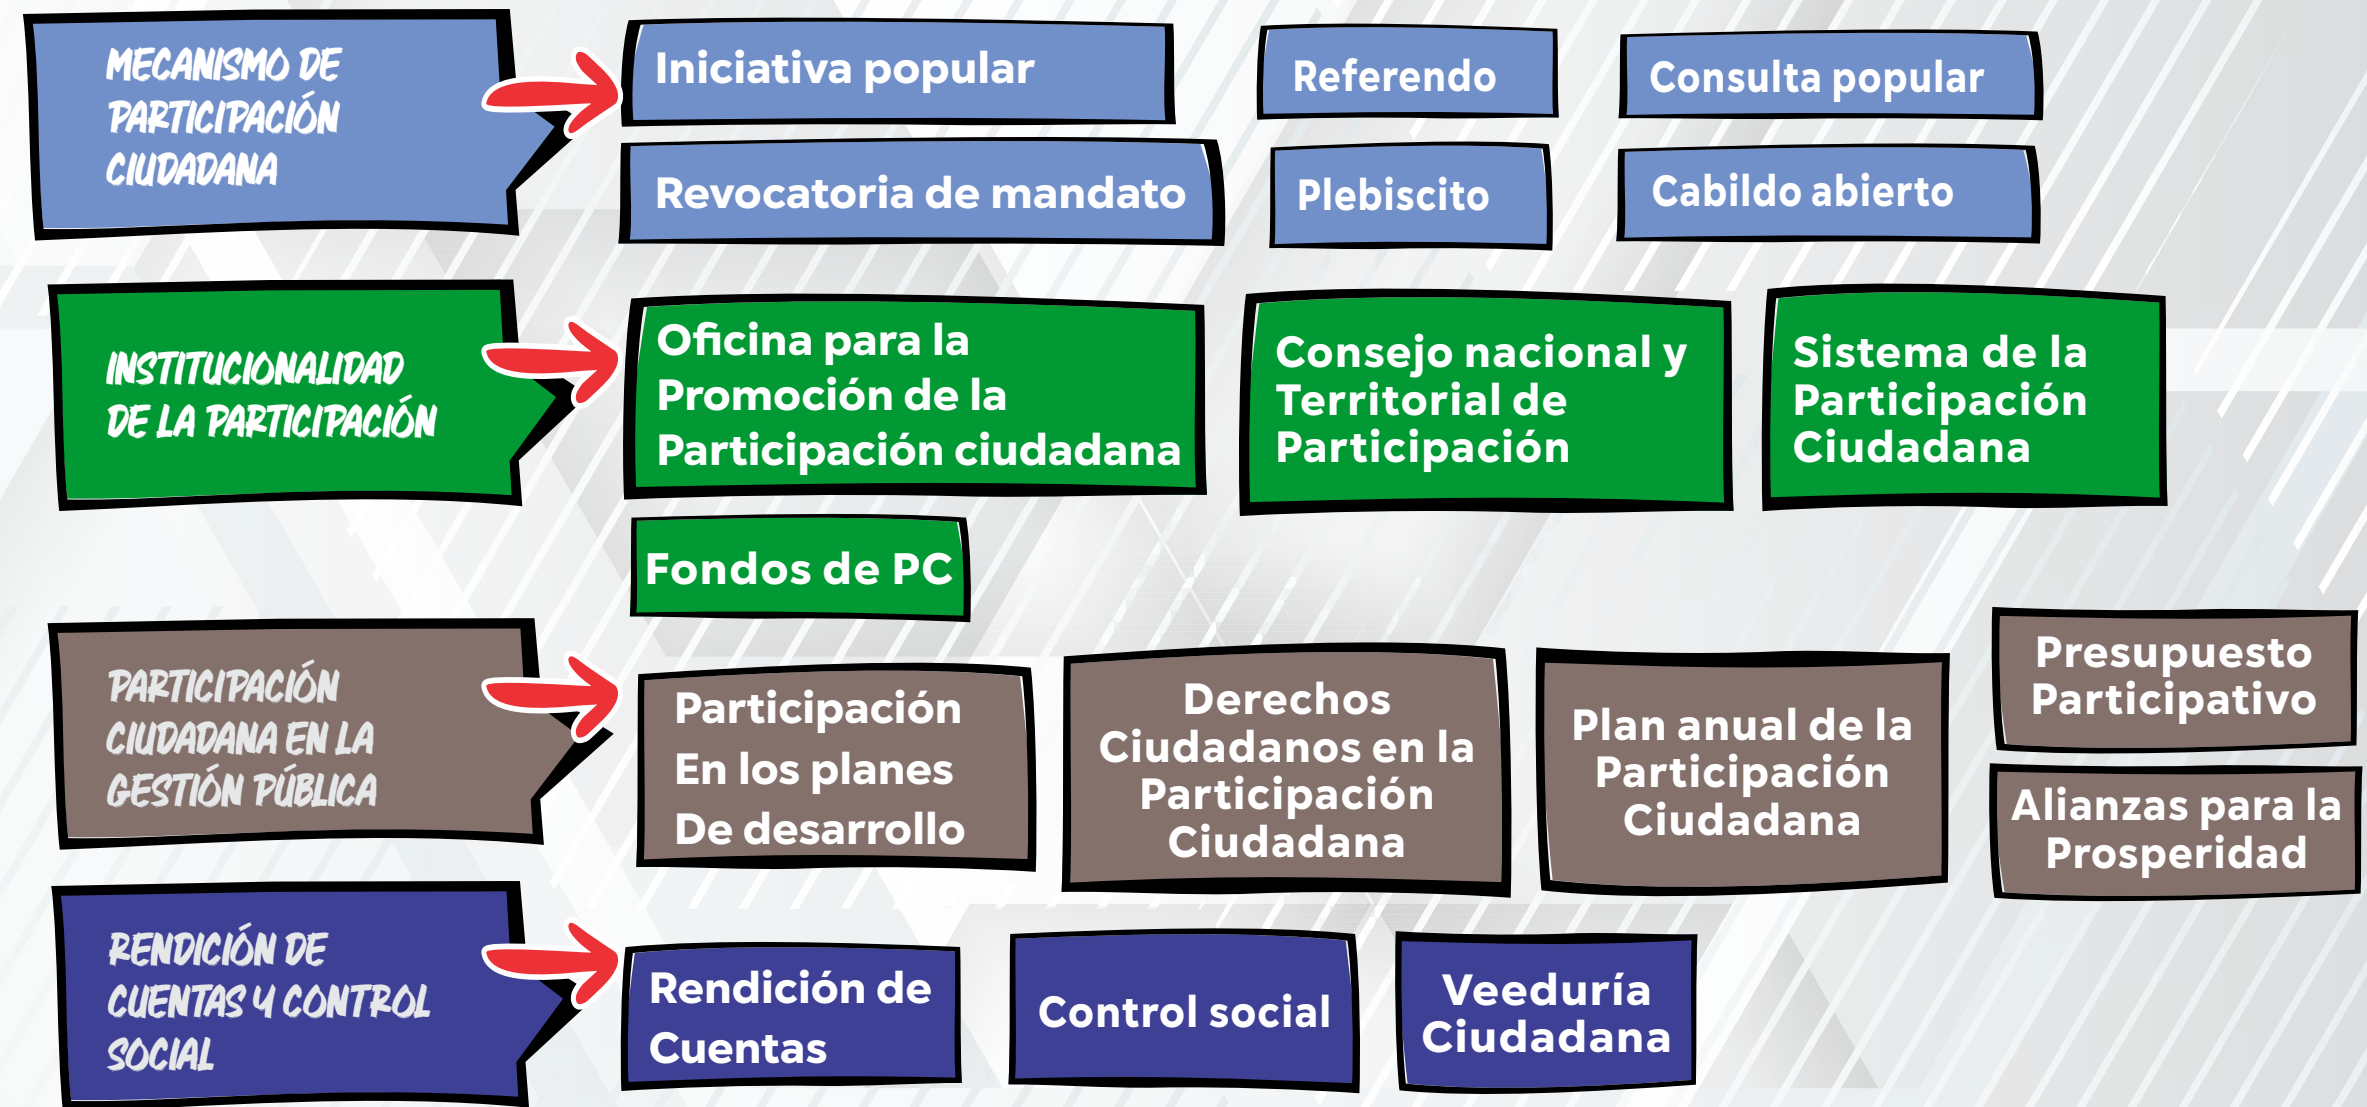 MECANISMO DE
PARTICIPACIÓN
CIUDADANA
Iniciativa popular
Referendo
Consulta popular
Revocatoria de mandato
Plebiscito
Cabildo abierto
INSTITUCIONALIDAD
DE LA PARTICIPACIÓN
Oficina para la
Promoción de la
Participación ciudadana
Consejo nacional y
Territorial de
Participación
Sistema de la
Participación
Ciudadana
Fondos de PC
PARTICIPACIÓN
CIUDADANA EN LA
GESTIÓN PÚBLICA
Participación
En los planes
De desarrollo
Derechos
Ciudadanos en la
Participación
Ciudadana
Plan anual de la
Participación
Ciudadana
Presupuesto
Participativo
Alianzas para la
Prosperidad
RENDICIÓN DE
CUENTAS Y CONTROL
SOCIAL
Rendición de
Cuentas
Control social
Veeduría
Ciudadana